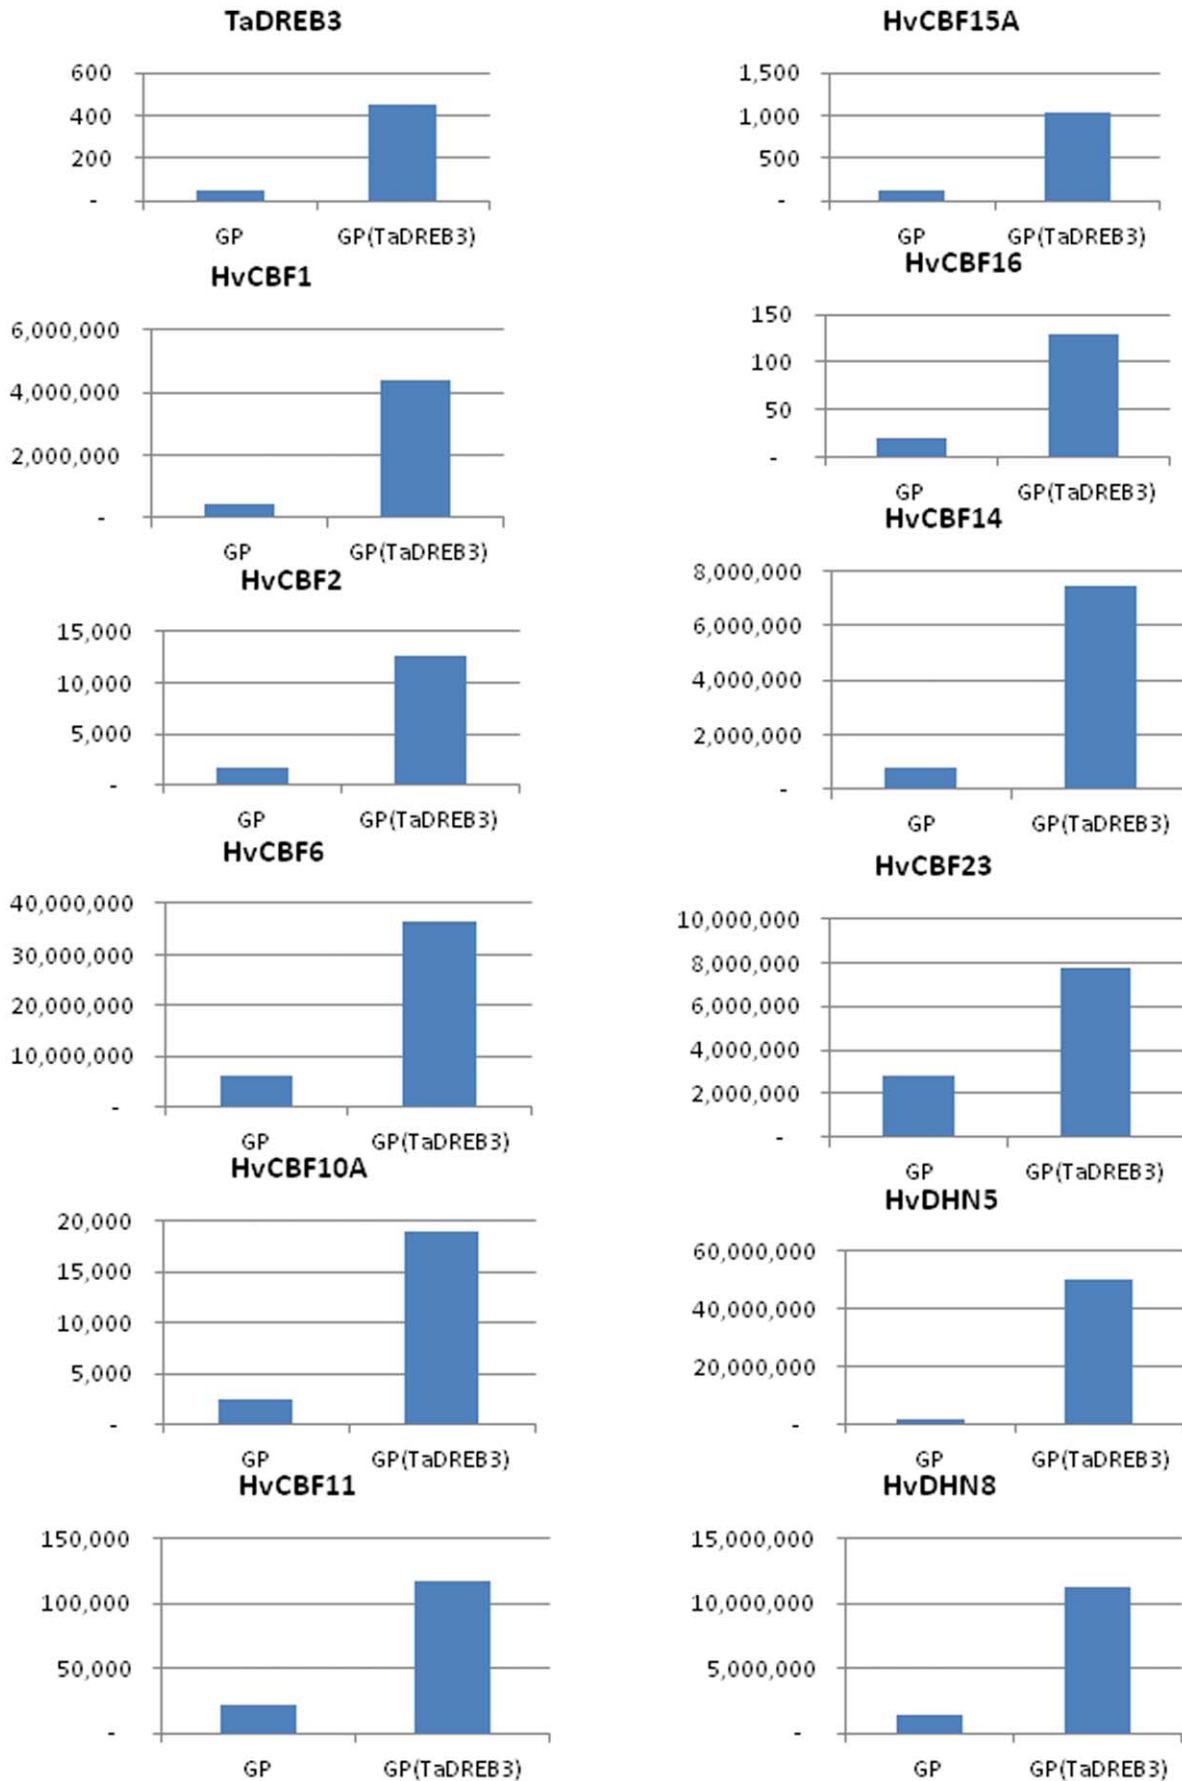 TaDREB3
600
400
200
-
GP GP(TaDREB3)
HvCBF1
6,000,000
4,000,000
2,000,000
-
GP GP(TaDREB3)
HvCBF2
15,000
10,000
5,000
-
GP GP(TaDREB3)
HvCBF6
40,000,000
30,000,000
20,000,000
10,000,000
-
GP GP(TaDREB3)
HvCBF10A
20,000
15,000
10,000
5,000
-
GP GP(TaDREB3)
HvCBF11
150,000
100,000
50,000
-
GP GP(TaDREB3)
HvCBF15A
1,500
1,000
500
-
GP GP(TaDREB3)
HvCBF16
150
100
50
-
GP GP(TaDREB3)
HvCBF14
8,000,000
6,000,000
4,000,000
2,000,000
-
GP GP(TaDREB3)
HvCBF23
10,000,000
8,000,000
6,000,000
4,000,000
2,000,000
-
GP GP(TaDREB3)
HvDHN5
60,000,000
40,000,000
20,000,000
-
GP GP(TaDREB3)
HvDHN8
15,000,000
10,000,000
5,000,000
-
GP GP(TaDREB3)